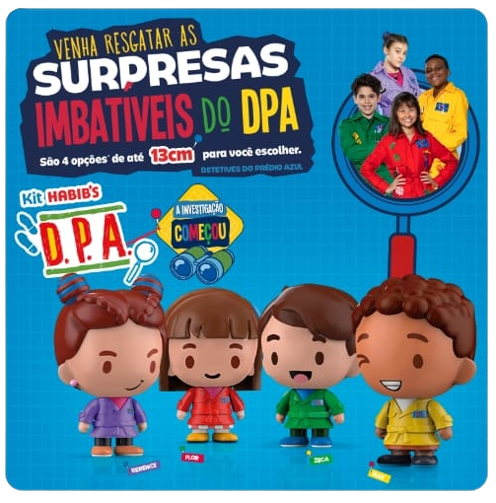 VENHA RESGATAR AS
SURPRESAS
IMBATÍVEIS DO DPA
São 4 opções* de até 13cm para você escolher.
DETETIVES DO PRÉDIO AZUL
Kit HABIB's
D.P.A.
A INVESTIGAÇÃO
COMEÇOU
BERENICE
FLOR
ZECA
MAX